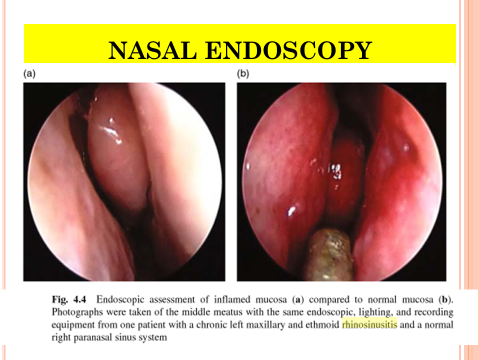 NASAL ENDOSCOPY
(a) (b)
Fig. 4.4 Endoscopic assessment of inflamed mucosa (a) compared to normal mucosa (b).
Photographs were taken of the middle meatus with the same endoscopic, lighting, and recording
equipment from one patient with a chronic left maxillary and ethmoid rhinosinusitis and a normal
right paranasal sinus system